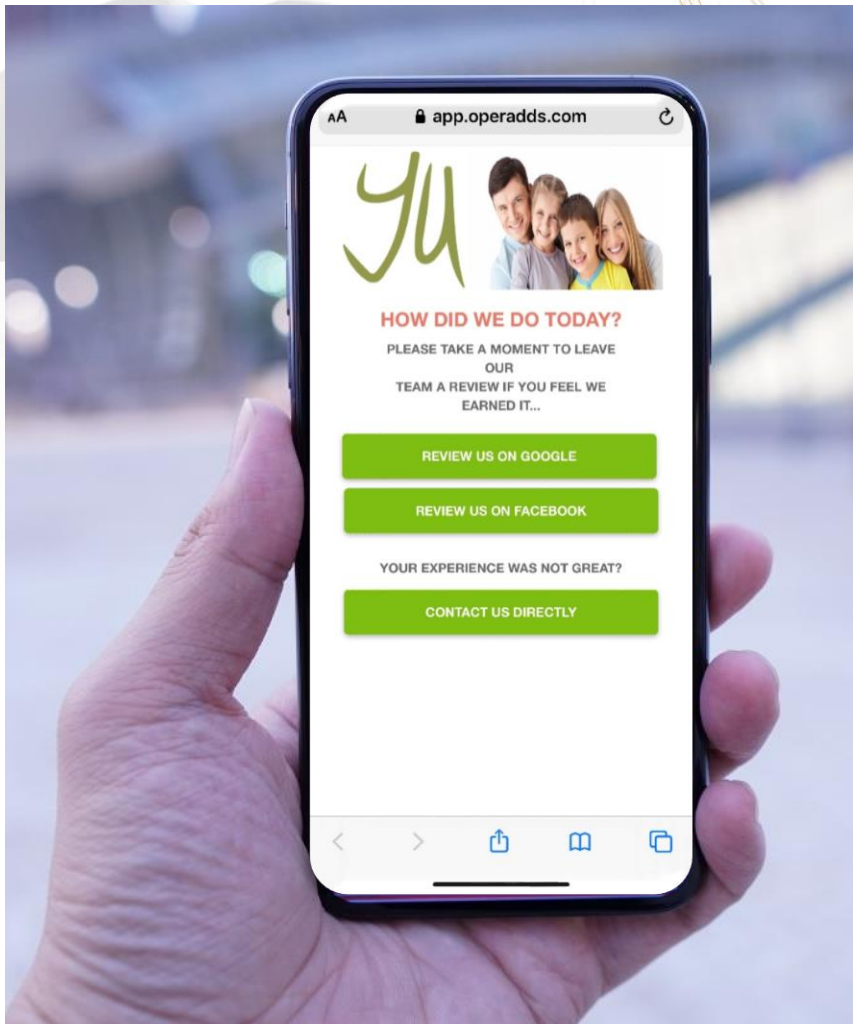 AA app.operadds.com
yu
HOW DID WE DO TODAY?
PLEASE TAKE A MOMENT TO LEAVE
OUR
TEAM A REVIEW IF YOU FEEL WE
EARNED IT...
REVIEW US ON GOOGLE
REVIEW US ON FACEBOOK
YOUR EXPERIENCE WAS NOT GREAT?
CONTACT US DIRECTLY